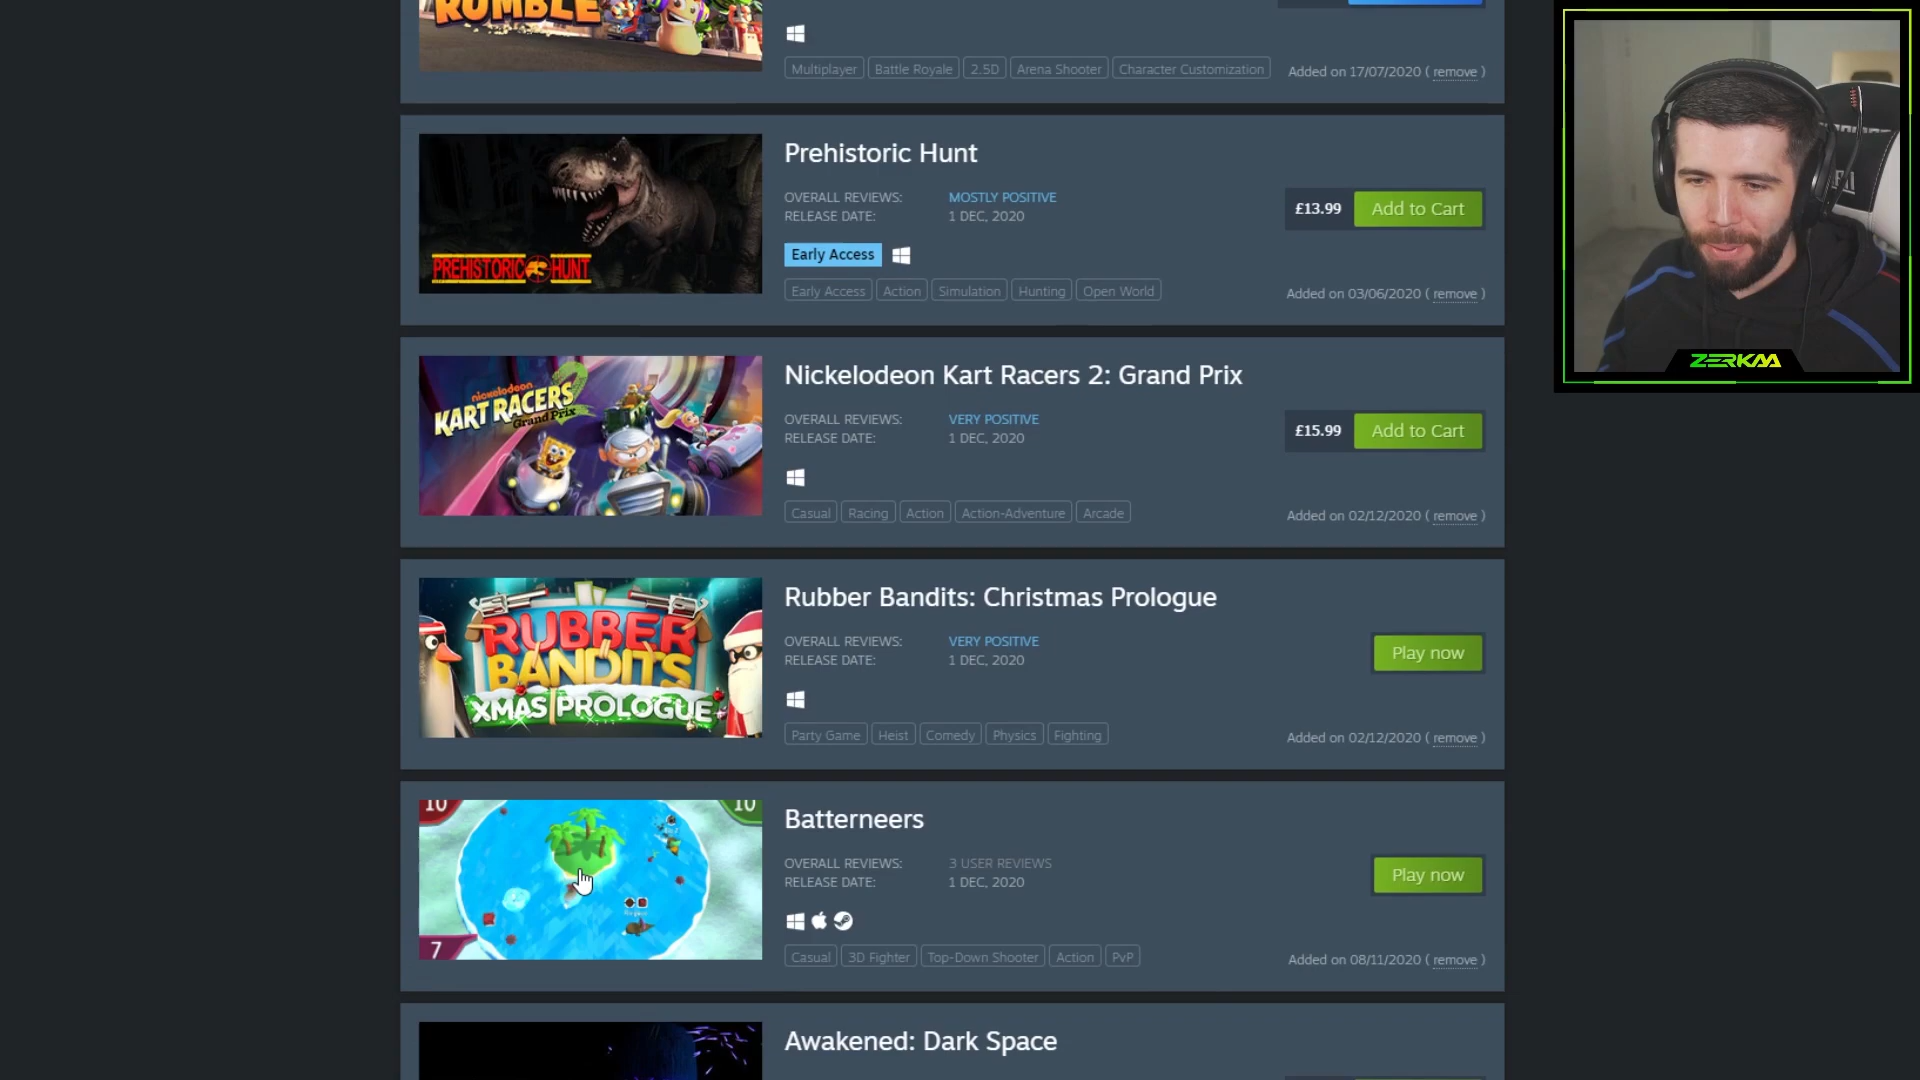 RUMBLE
Multiplayer Battle Royale 2.5D Arena Shooter Character Customization
Added on 17/07/2020 ( remove )
PREHISTORIC HUNT
Prehistoric Hunt
OVERALL REVIEWS: MOSTLY POSITIVE
RELEASE DATE: 1 DEC, 2020
£13.99 Add to Cart
Early Access
Early Access Action Simulation Hunting Open World
Added on 03/06/2020 ( remove )
nickelodeon
KART RACERS 2
Grand Prix
Nickelodeon Kart Racers 2: Grand Prix
OVERALL REVIEWS: VERY POSITIVE
RELEASE DATE: 1 DEC, 2020
£15.99 Add to Cart
Casual Racing Action Action-Adventure Arcade
Added on 02/12/2020 ( remove )
RUBBER
BANDITS
XMAS PROLOGUE
Rubber Bandits: Christmas Prologue
OVERALL REVIEWS: VERY POSITIVE
RELEASE DATE: 1 DEC, 2020
Play now
Party Game Heist Comedy Physics Fighting
Added on 02/12/2020 ( remove )
10 10
7
Batterneers
OVERALL REVIEWS: 3 USER REVIEWS
RELEASE DATE: 1 DEC, 2020
Play now
Casual 3D Fighter Top-Down Shooter Action PvP
Added on 08/11/2020 ( remove )
Awakened: Dark Space
ZERKAA